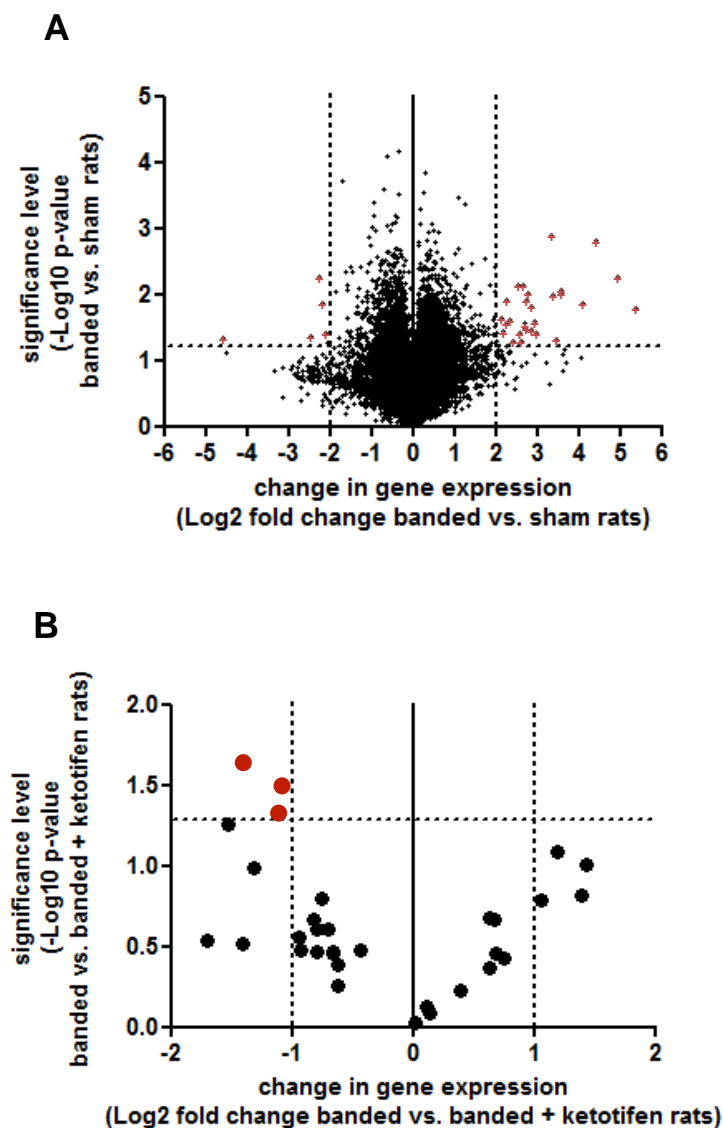 A
significance level
(-Log10 p-value
banded vs. sham rats)
5
4
3
2
1
0
-6 -5 -4 -3 -2 -1 0 1 2 3 4 5 6
change in gene expression
(Log2 fold change banded vs. sham rats)
B
significance level
(-Log10 p-value
banded vs. banded + ketotifen rats)
2.0
1.5
1.0
0.5
0.0
-2 -1 0 1 2
change in gene expression
(Log2 fold change banded vs. banded + ketotifen rats)